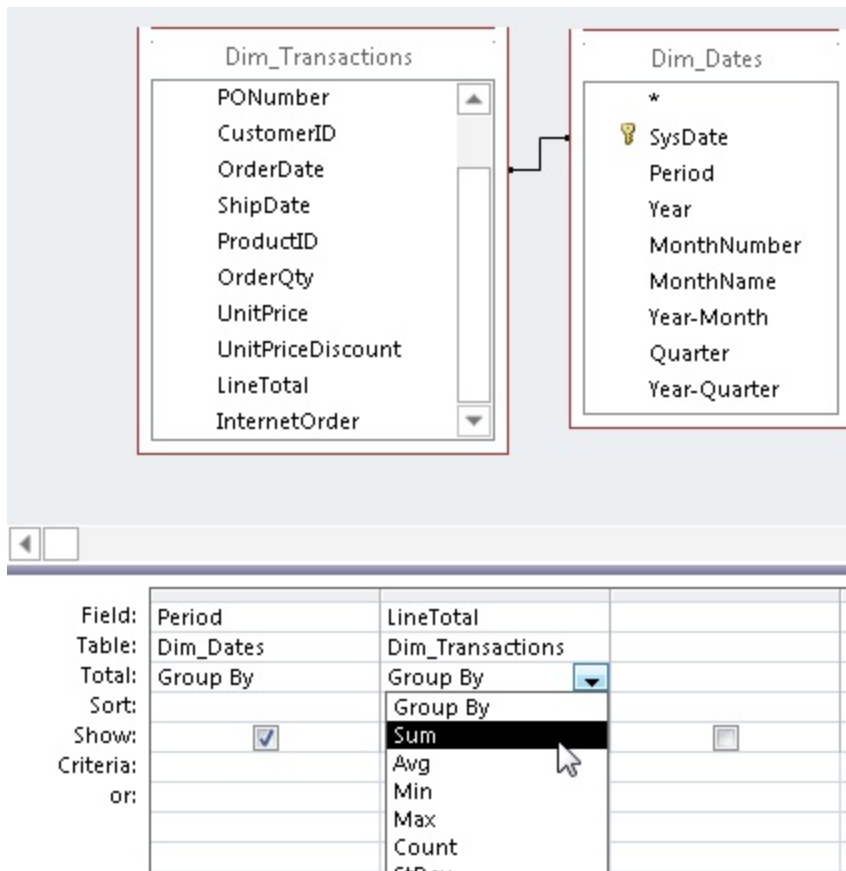 Dim_Transactions
PONumber
CustomerID
OrderDate
ShipDate
ProductID
OrderQty
UnitPrice
UnitPriceDiscount
LineTotal
InternetOrder
Dim_Dates
*
SysDate
Period
Year
MonthNumber
MonthName
Year-Month
Quarter
Year-Quarter
Field: Period LineTotal
Table: Dim_Dates Dim_Transactions
Total: Group By Group By
Sort: Group By
Show: Sum
Criteria: Avg
or: Min
Max
Count